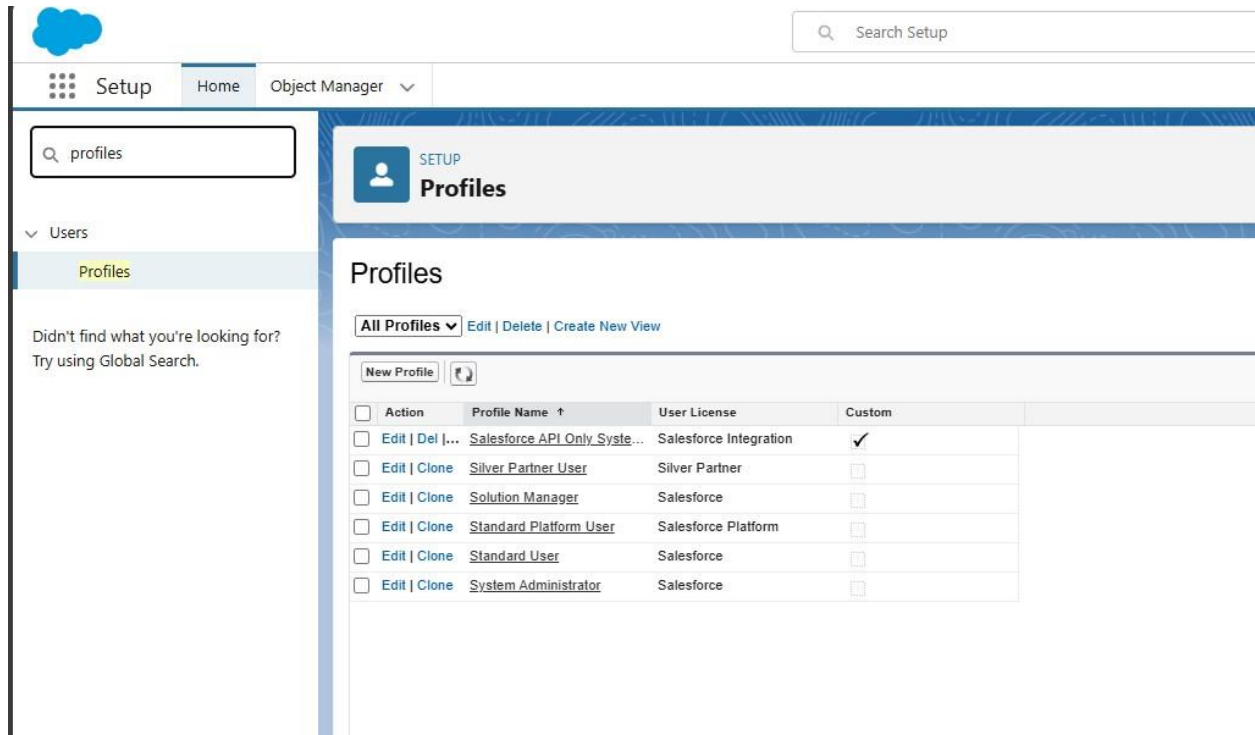 Search Setup
Setup Home Object Manager
profiles
SETUP
Profiles
Users
Profiles
Didn't find what you're looking for?
Try using Global Search.
Profiles
All Profiles Edit | Delete | Create New View
New Profile
Action Profile Name ↑ User License Custom
Edit | Del |... Salesforce API Only Syste... Salesforce Integration ✓
Edit | Clone Silver Partner User Silver Partner
Edit | Clone Solution Manager Salesforce
Edit | Clone Standard Platform User Salesforce Platform
Edit | Clone Standard User Salesforce
Edit | Clone System Administrator Salesforce